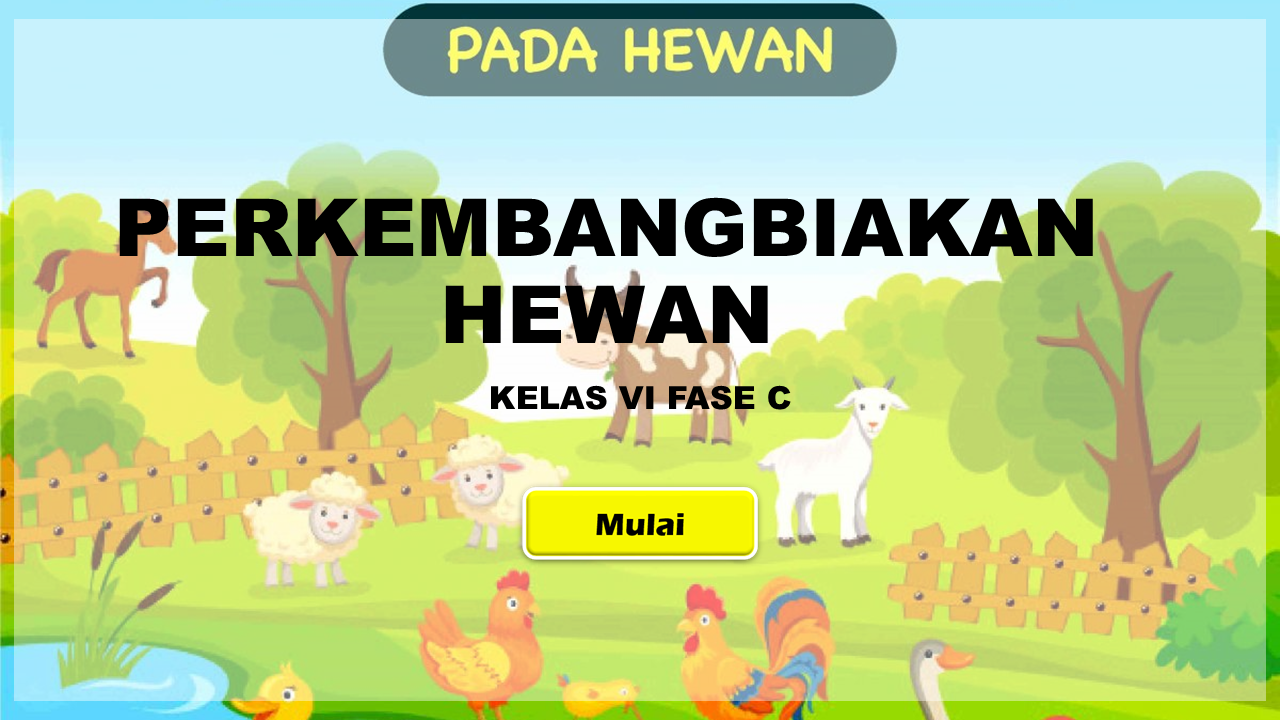 PADA HEWAN
PERKEMBANGBIAKAN
HEWAN
KELAS VI FASE C
Mulai